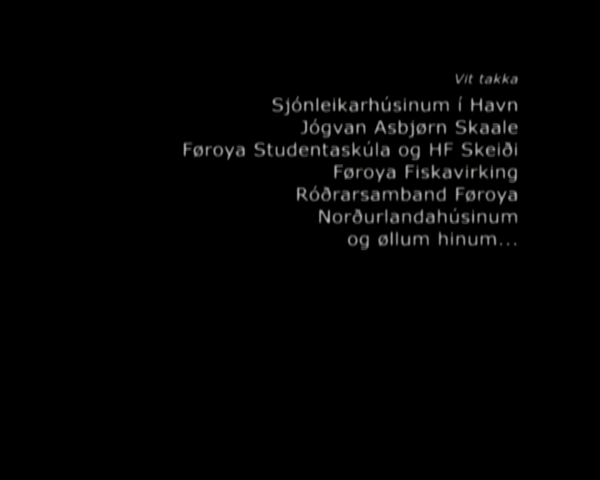 Vit takka
Sjónleikarhúsinum í Havn
Jógvan Asbjørn Skaale
Føroya Studentaskúla og HF Skeiði
Føroya Fiskavirking
Róðrarsamband Føroya
Norðurlandahúsinum
og øllum hinum...